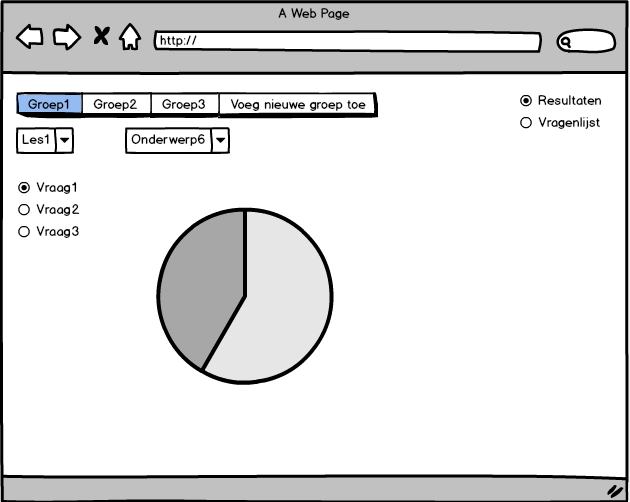 A Web Page
http://
Groep1 Groep2 Groep3 Voeg nieuwe groep toe
Resultaten
Vragenlijst
Les1 Onderwerp6
Vraag1
Vraag2
Vraag3